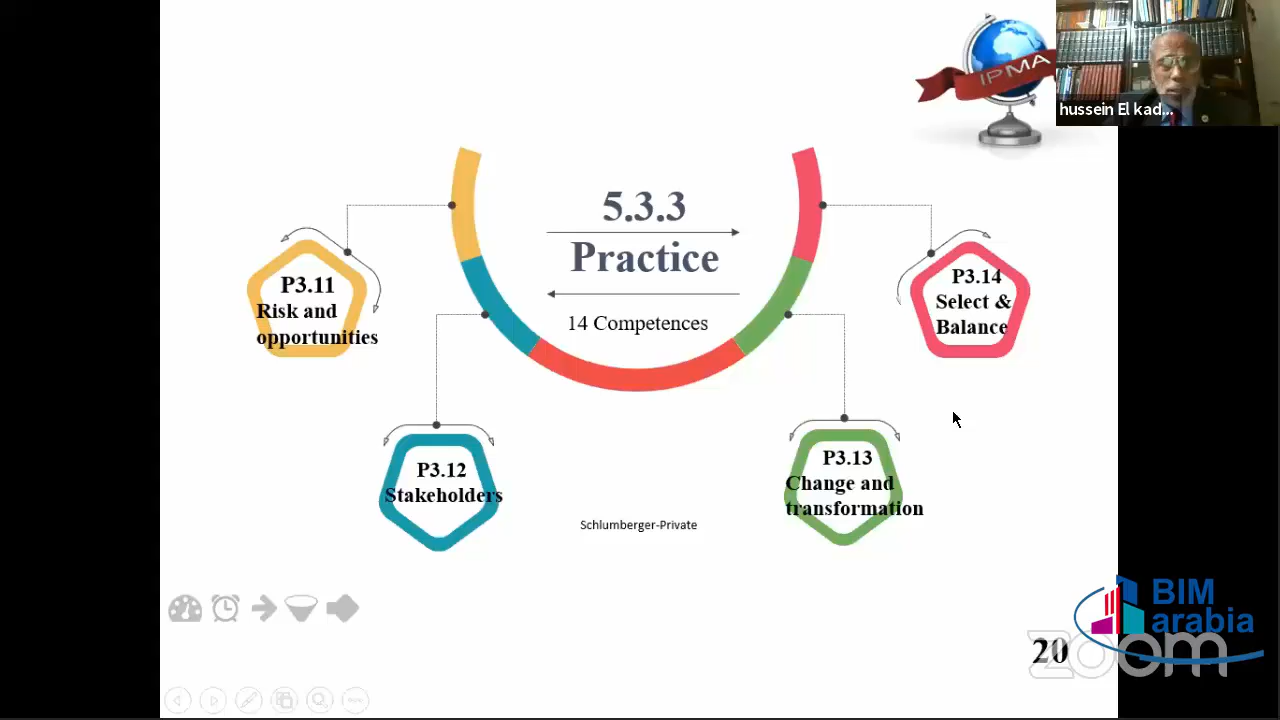 IPMA
hussein El kad...
5.3.3
Practice
14 Competences
P3.11
Risk and
opportunities
P3.14
Select &
Balance
P3.12
Stakeholders
P3.13
Change and
transformation
Schlumberger-Private
BIM
arabia
20
zoom